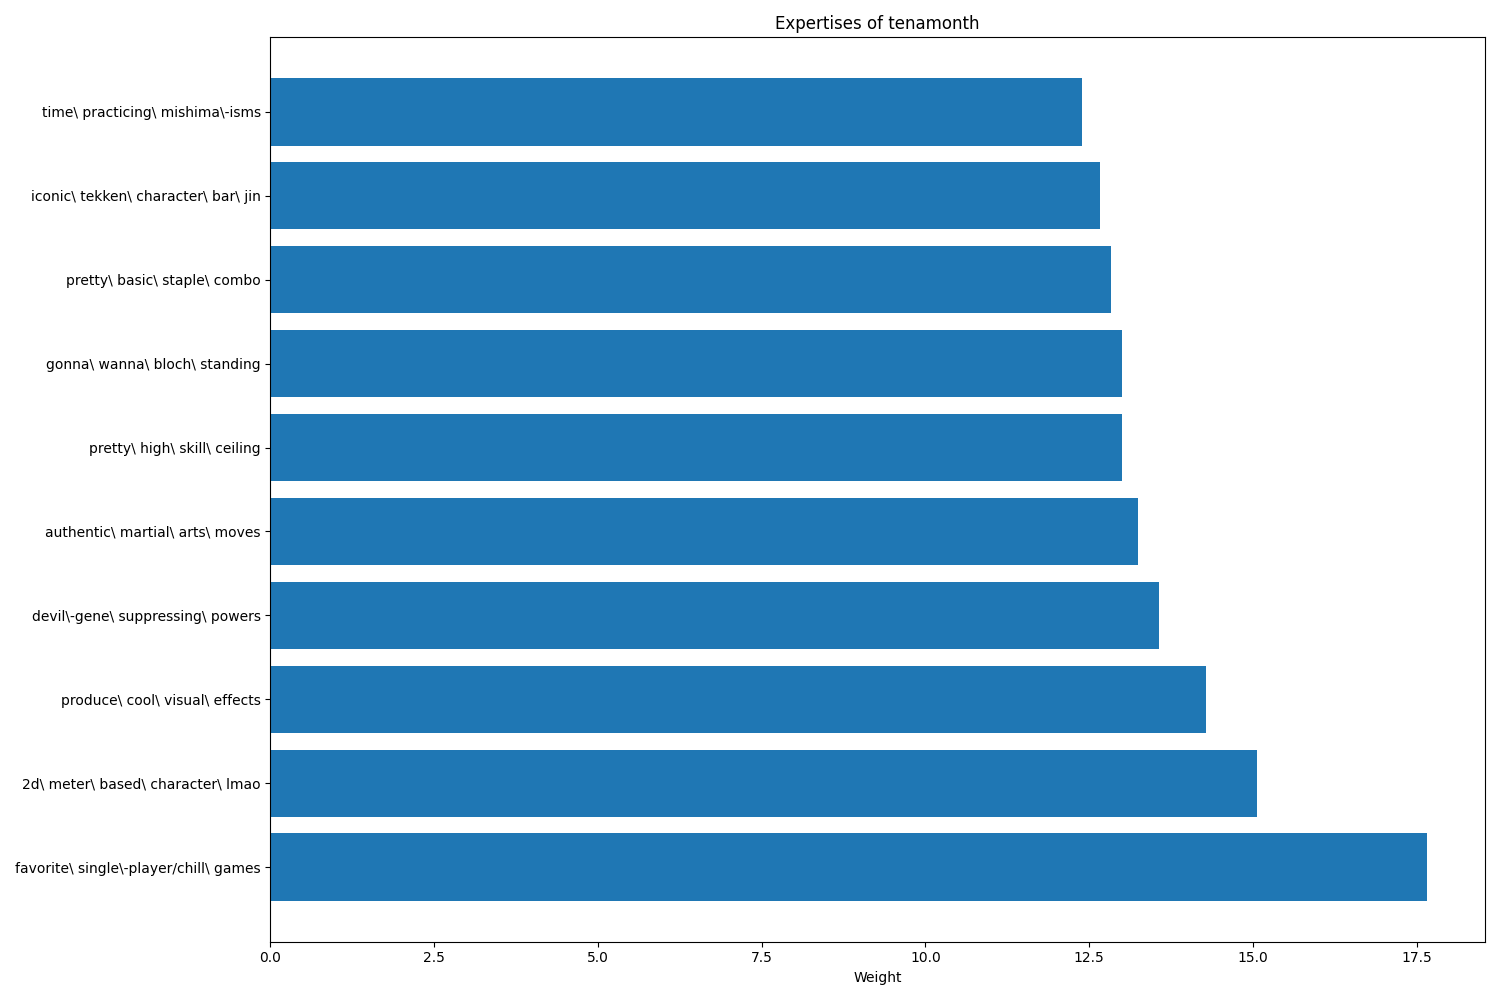 Expertises of tenamonth
time\ practicing\ mishima\-isms
iconic\ tekken\ character\ bar\ jin
pretty\ basic\ staple\ combo
gonna\ wanna\ bloch\ standing
pretty\ high\ skill\ ceiling
authentic\ martial\ arts\ moves
devil\-gene\ suppressing\ powers
produce\ cool\ visual\ effects
2d\ meter\ based\ character\ lmao
favorite\ single\-player/chill\ games
0.0 2.5 5.0 7.5 10.0 12.5 15.0 17.5
Weight